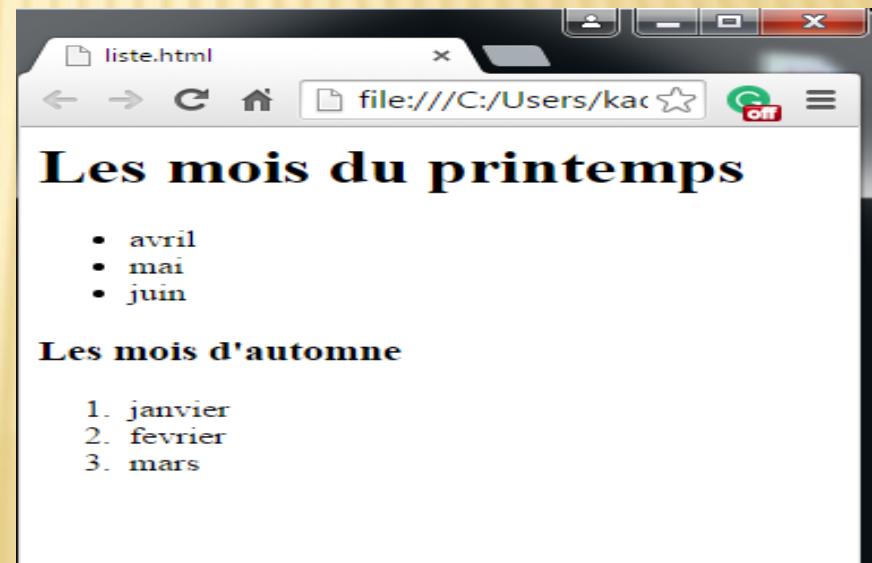 liste.html
file:///C:/Users/kac
off
Les mois du printemps
avril
mai
juin
Les mois d'automne
1. janvier
2. fevrier
3. mars